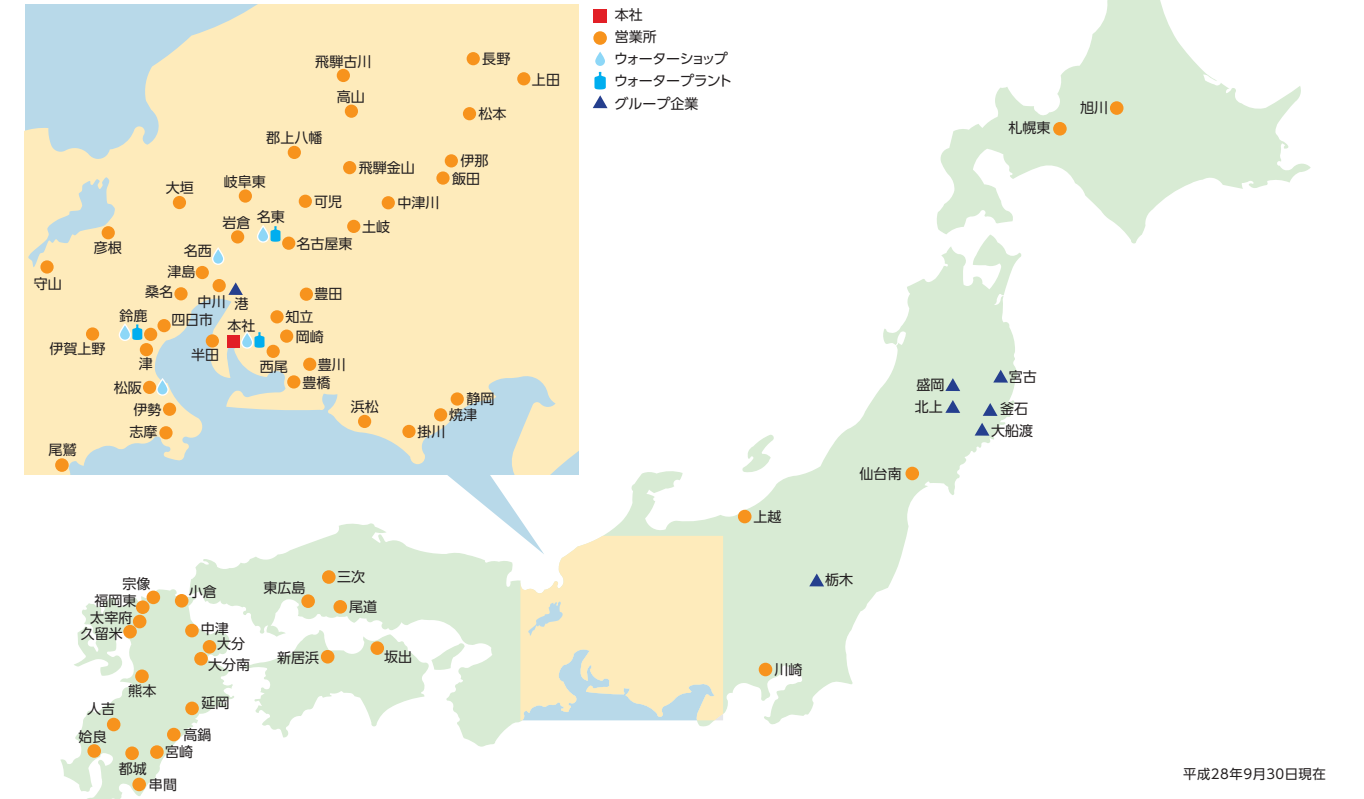 本社
営業所
ウォーターショップ
ウォータープラント
グループ企業
飛騨古川
長野
上田
高山
松本
郡上八幡
飛騨金山
伊那
飯田
大垣
岐阜東
可児
中津川
岩倉
名東
土岐
名古屋東
彦根
名西
守山
津島
桑名
中川
港
豊田
鈴鹿
四日市
本社
知立
岡崎
伊賀上野
津
半田
西尾
豊川
豊橋
松阪
伊勢
志摩
尾鷲
浜松
静岡
焼津
掛川
旭川
札幌東
盛岡
宮古
北上
釜石
大船渡
仙台南
上越
栃木
川崎
三次
東広島
尾道
新居浜
坂出
宗像
小倉
福岡東
太宰府
久留米
中津
大分
大分南
熊本
延岡
人吉
高鍋
姶良
宮崎
都城
串間
平成28年9月30日現在